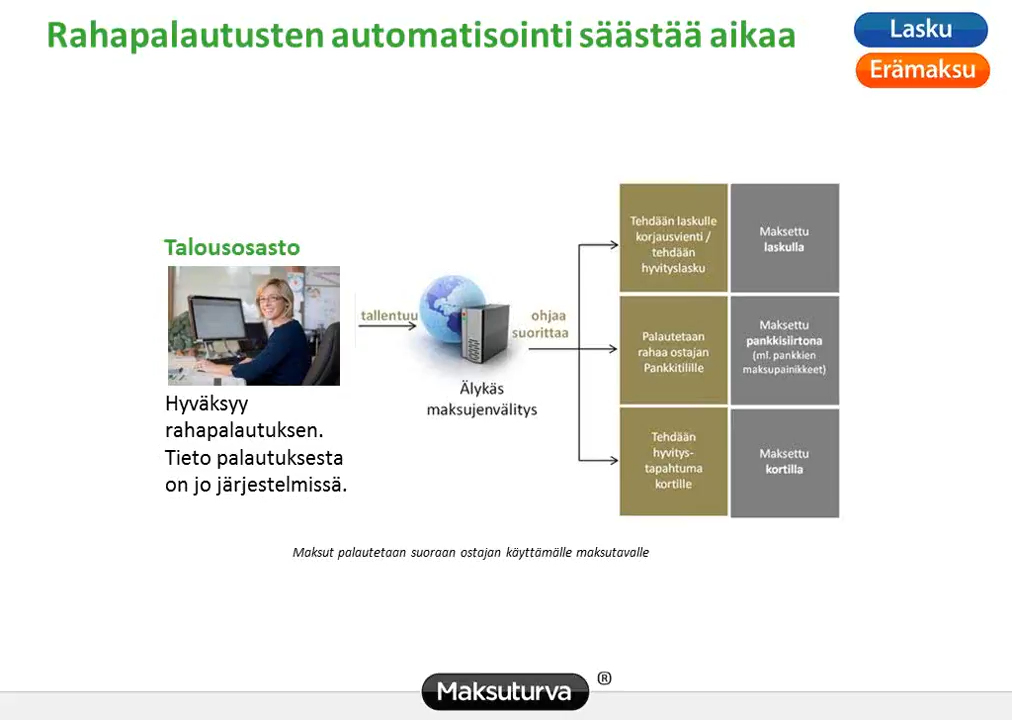 Rahapalautusten automatisointi säästää aikaa
Lasku
Erämaksu
Talousosasto
Hyväksyy
rahapalautuksen.
Tieto palautuksesta
on jo järjestelmissä.
tallentuu
Älykäs
maksujenvälitys
ohjaa
suorittaa
Tehdään laskulle
korjausvienti /
tehdään
hyvityslasku
Maksettu
laskulla
Palautetaan
rahaa ostajan
Pankkitilille
Maksettu
pankkisiirtona
(ml. pankkien
maksupainikkeet)
Tehdään
hyvitys-
tapahtuma
kortille
Maksettu
kortilla
Maksut palautetaan suoraan ostajan käyttämälle maksutavalle
Maksuturva ®